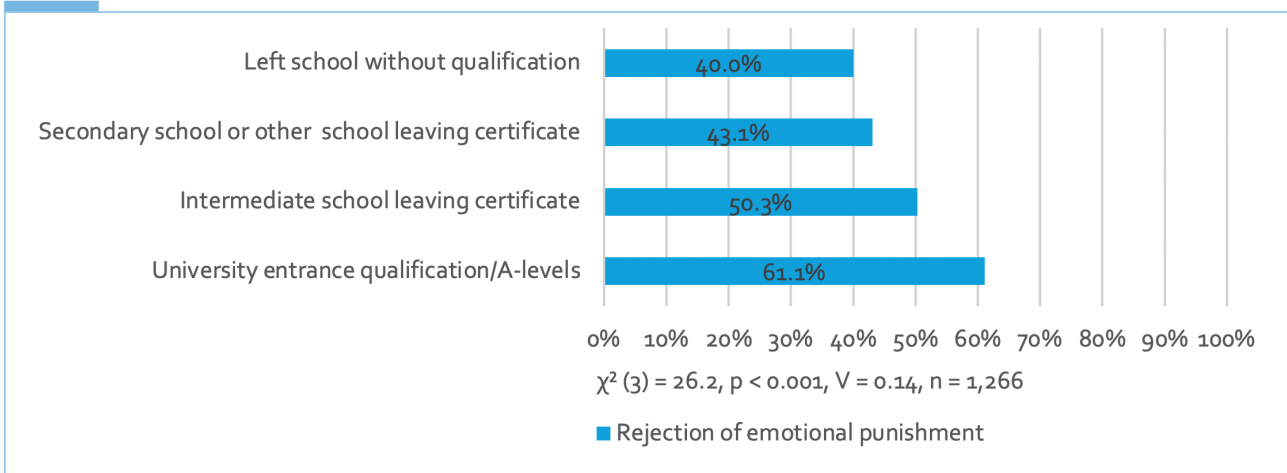 Left school without qualification
40.0%
Secondary school or other school leaving certificate
43.1%
Intermediate school leaving certificate
50.3%
University entrance qualification/A-levels
61.1%
0% 10% 20% 30% 40% 50% 60% 70% 80% 90% 100%
χ² (3) = 26.2, p < 0.001, V = 0.14, n = 1,266
Rejection of emotional punishment